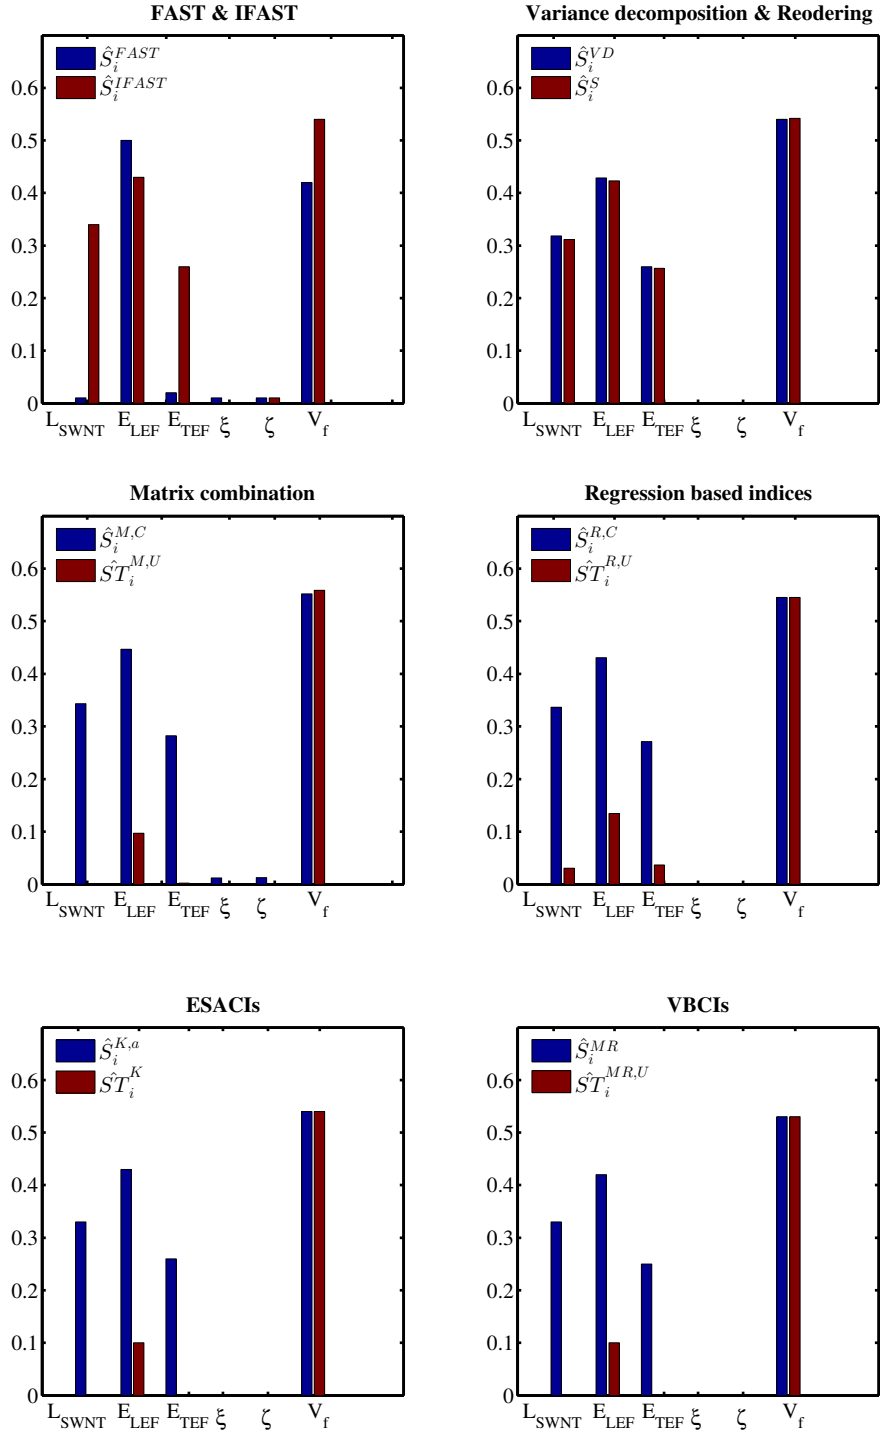 FAST & IFAST
Ŝ_i^{FAST}
Ŝ_i^{IFAST}
0.6
0.5
0.4
0.3
0.2
0.1
0
L_SWNT E_LEF E_TEF ξ ζ V_f
Variance decomposition & Reodering
Ŝ_i^{VD}
Ŝ_i^{S}
0.6
0.5
0.4
0.3
0.2
0.1
0
L_SWNT E_LEF E_TEF ξ ζ V_f
Matrix combination
Ŝ_i^{M,C}
ŜT_i^{M,U}
0.6
0.5
0.4
0.3
0.2
0.1
0
L_SWNT E_LEF E_TEF ξ ζ V_f
Regression based indices
Ŝ_i^{R,C}
ŜT_i^{R,U}
0.6
0.5
0.4
0.3
0.2
0.1
0
L_SWNT E_LEF E_TEF ξ ζ V_f
ESACIs
Ŝ_i^{K,a}
ŜT_i^{K}
0.6
0.5
0.4
0.3
0.2
0.1
0
L_SWNT E_LEF E_TEF ξ ζ V_f
VBCIs
Ŝ_i^{MR}
ŜT_i^{MR,U}
0.6
0.5
0.4
0.3
0.2
0.1
0
L_SWNT E_LEF E_TEF ξ ζ V_f